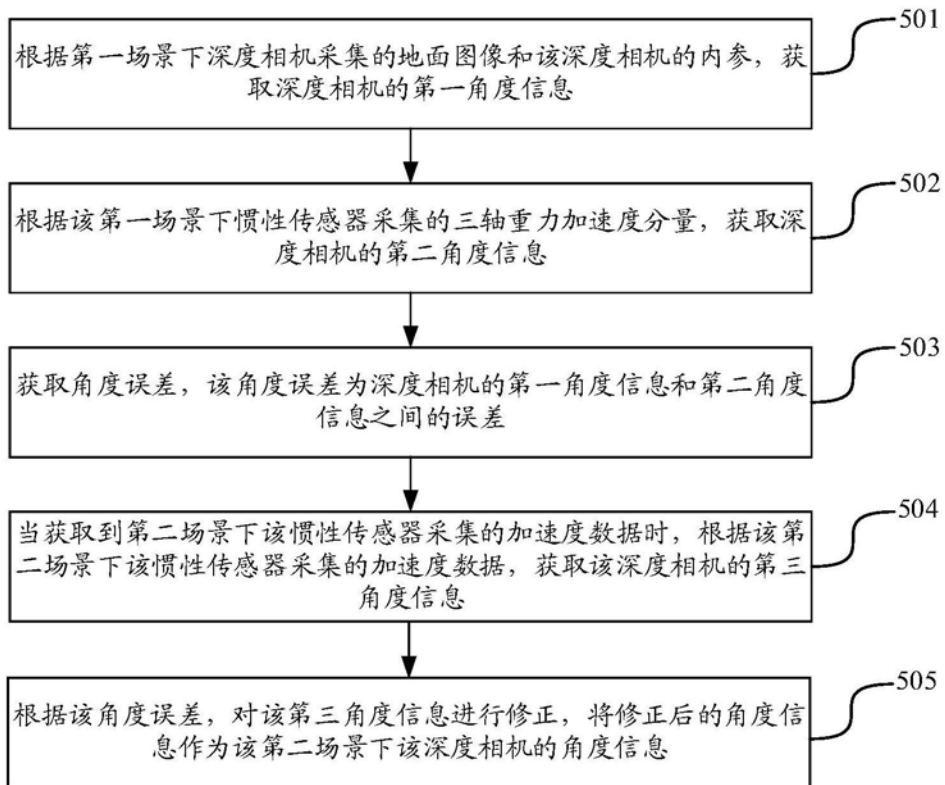 501
根据第一场景下深度相机采集的地面图像和该深度相机的内参，获
取深度相机的第一角度信息
502
根据该第一场景下惯性传感器采集的三轴重力加速度分量，获取深
度相机的第二角度信息
503
获取角度误差，该角度误差为深度相机的第一角度信息和第二角度
信息之间的误差
504
当获取到第二场景下该惯性传感器采集的加速度数据时，根据该第
二场景下该惯性传感器采集的加速度数据，获取该深度相机的第三
角度信息
505
根据该角度误差，对该第三角度信息进行修正，将修正后的角度信
息作为该第二场景下该深度相机的角度信息